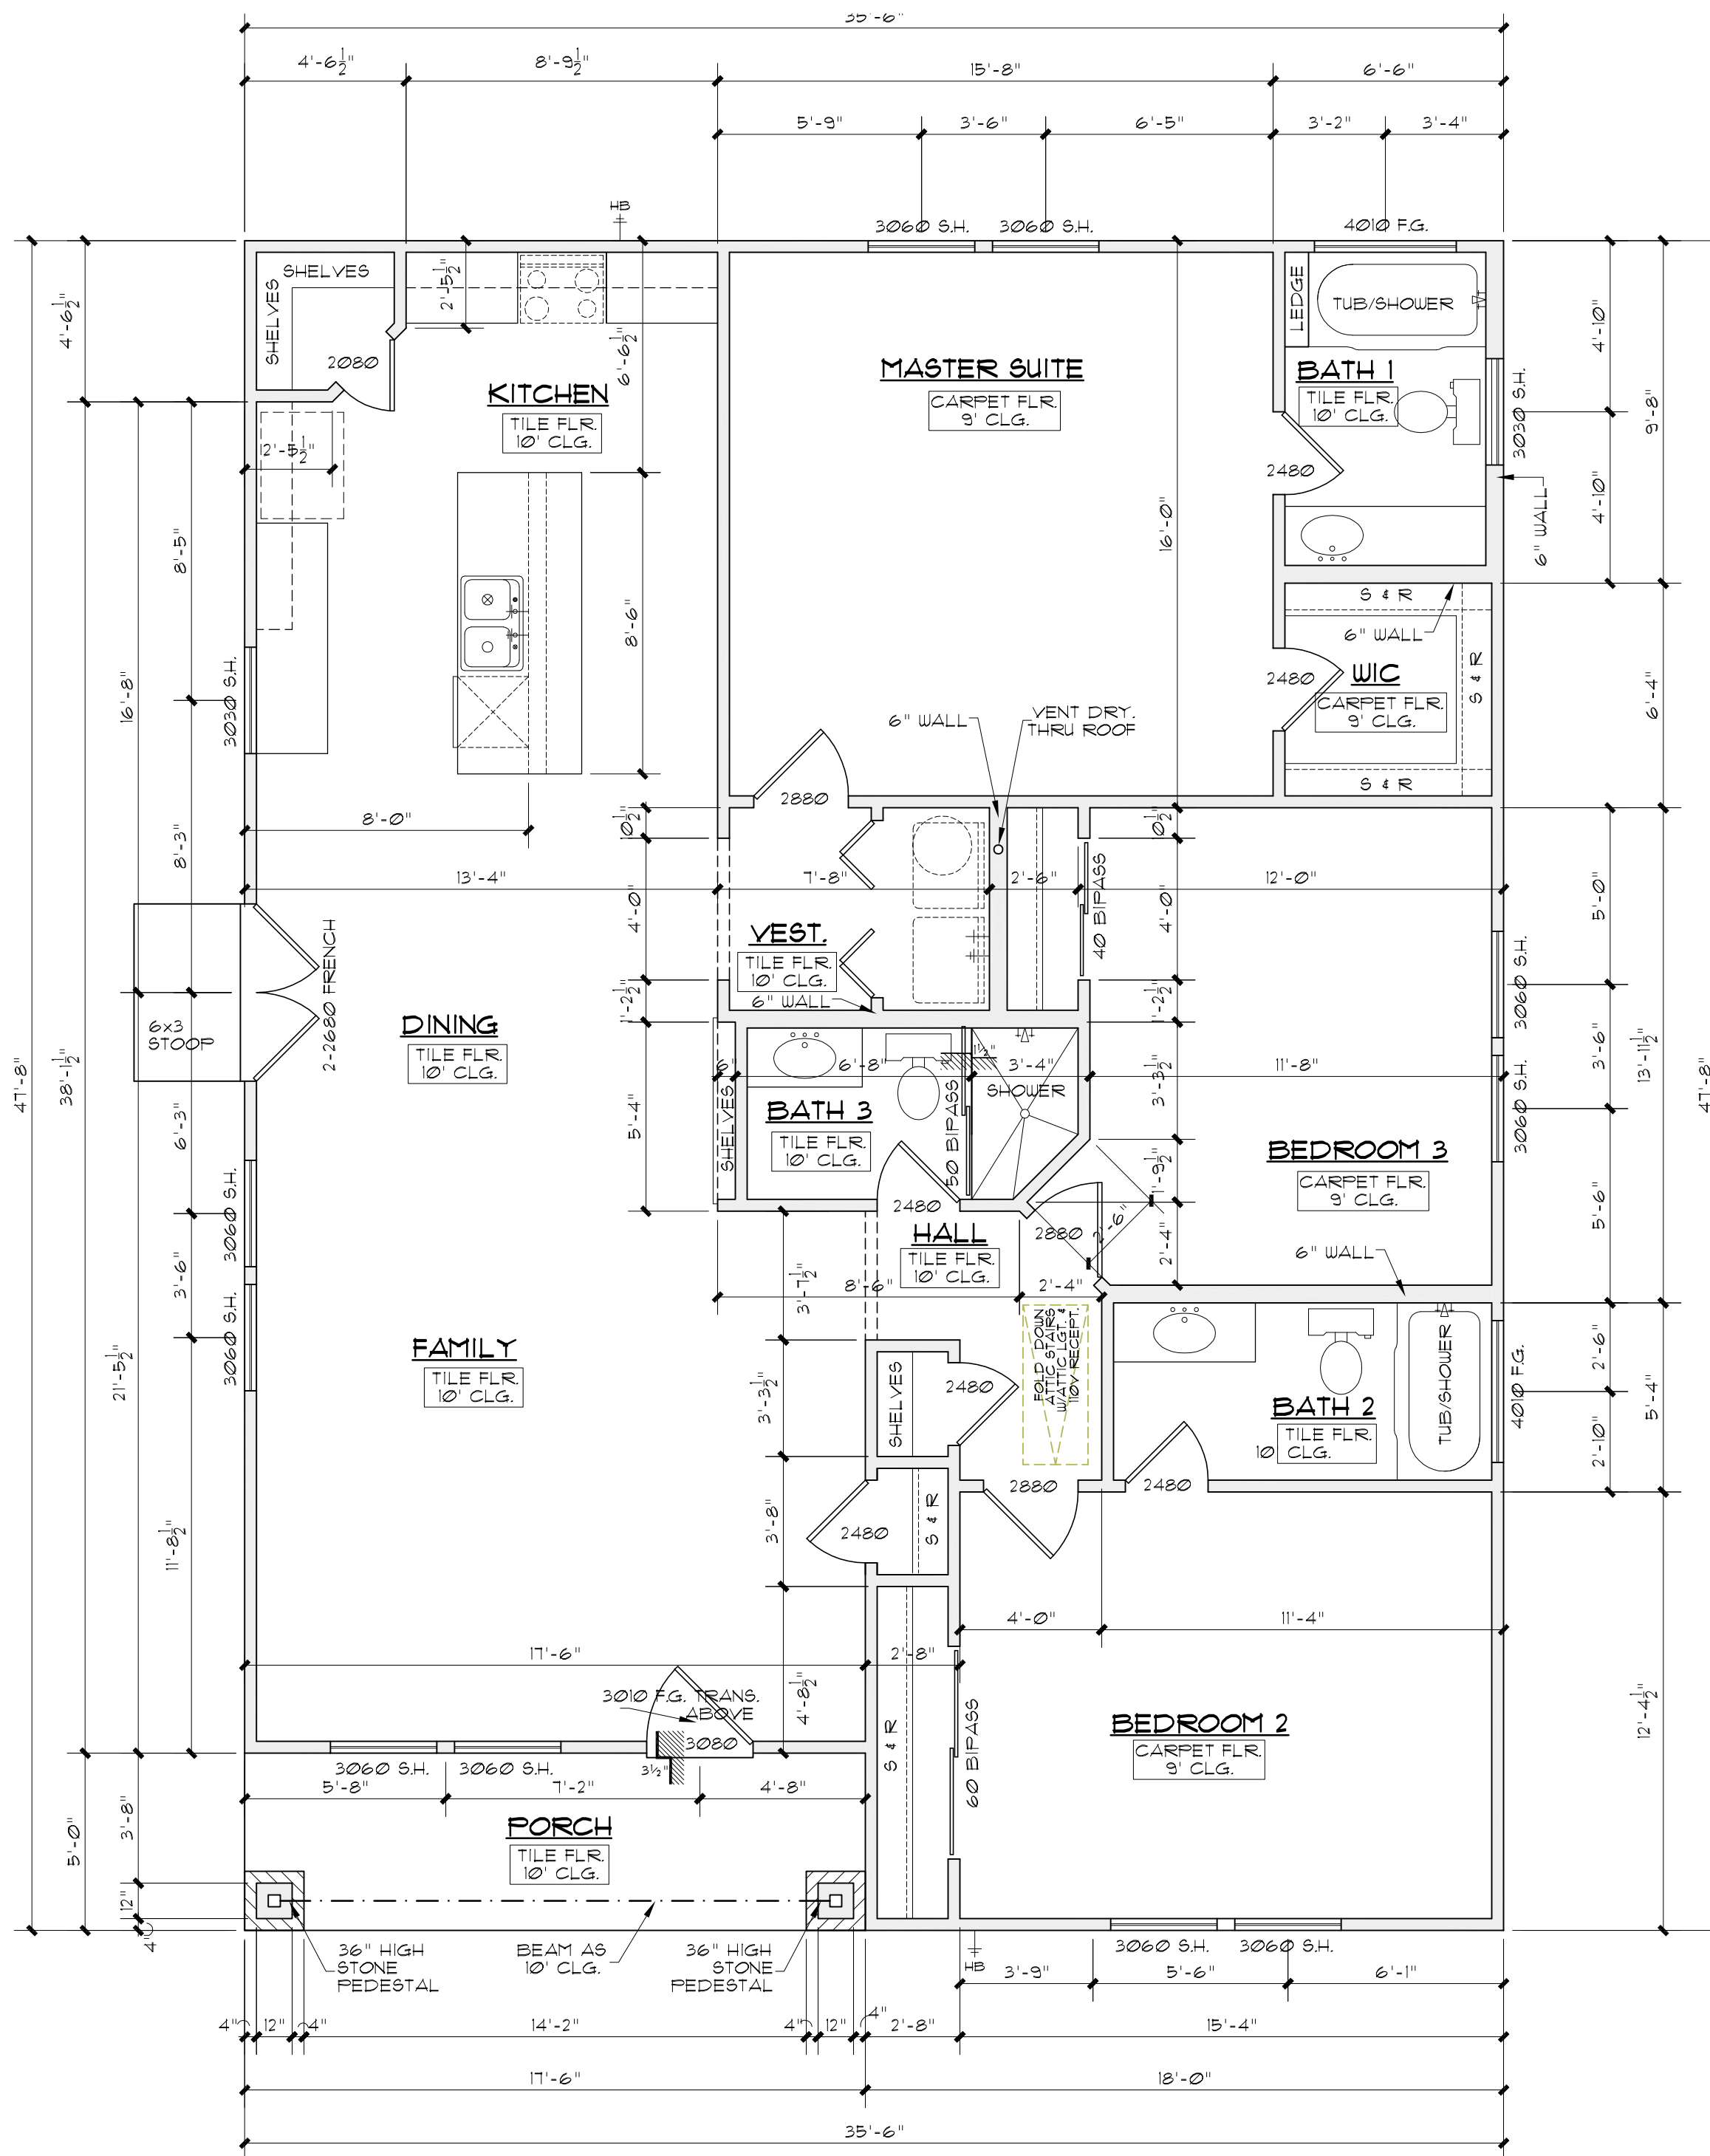 35'-6"
4'-6½" 8'-9½" 15'-8" 6'-6"
5'-9" 3'-6" 6'-5" 3'-2" 3'-4"
HB
3060 S.H. 3060 S.H. 4010 F.G.
SHELVES
SHELVES
2'-5½"
LEDGE
TUB/SHOWER
4'-6½"
2080
6'-6½"
4'-10"
KITCHEN
TILE FLR.
10' CLG.
MASTER SUITE
CARPET FLR.
9' CLG.
BATH 1
TILE FLR.
10' CLG.
3030 S.H.
9'-8"
2'-5½"
2480
4'-10"
6" WALL
8'-5"
16'-0"
8'-6"
S & R
6" WALL
S & R
WIC
CARPET FLR.
9' CLG.
2480
6'-4"
S & R
16'-8"
3030 S.H.
6" WALL
VENT DRY.
THRU ROOF
2880
8'-0"
8'-3"
10½"
10½"
13'-4" 7'-8" 2'-6" 12'-0"
4'-0"
4'-0"
40 BIPASS
5'-0"
VEST.
TILE FLR.
10' CLG.
6" WALL
2-2680 FRENCH
6x3
STOOP
47'-8"
38'-1½"
DINING
TILE FLR.
10' CLG.
1'-2½"
1'-2½"
3060 S.H.
3'-6"
13'-11½"
47'-8"
6" 6'-8" 1½" 3'-4" 11'-8"
SHOWER
SHELVES
BATH 3
TILE FLR.
10' CLG.
50 BIPASS
5'-4"
3'-3½"
3060 S.H.
6'-3"
BEDROOM 3
CARPET FLR.
9' CLG.
1'-9½"
2480
2880
2'-6"
2'-4"
5'-6"
3060 S.H.
HALL
TILE FLR.
10' CLG.
6" WALL
8'-6" 2'-4"
3'-7½"
3'-6"
3060 S.H.
FAMILY
TILE FLR.
10' CLG.
FOLD DOWN
ATTIC STAIRS
W/ATTIC LGT. &
110V RECEPT.
TUB/SHOWER
4010 F.G.
2'-6"
5'-4"
21'-5½"
SHELVES
2480
3'-3½"
BATH 2
TILE FLR.
10 CLG.
2'-10"
2880
2480
11'-8½"
3'-8"
2480
S & R
4'-0" 11'-4"
17'-6" 2'-8"
3010 F.G. TRANS.
ABOVE
3080
3½"
4'-8½"
S & R
60 BIPASS
BEDROOM 2
CARPET FLR.
9' CLG.
12'-4½"
3060 S.H. 3060 S.H.
5'-8" 7'-2" 4'-8"
PORCH
TILE FLR.
10' CLG.
5'-0"
3'-8"
12"
4"
36" HIGH
STONE
PEDESTAL
BEAM AS
10' CLG.
36" HIGH
STONE
PEDESTAL
HB
3060 S.H. 3060 S.H.
3'-9" 5'-6" 6'-1"
4" 12" 4" 14'-2" 4" 12" 4" 2'-8" 15'-4"
17'-6" 18'-0"
35'-6"